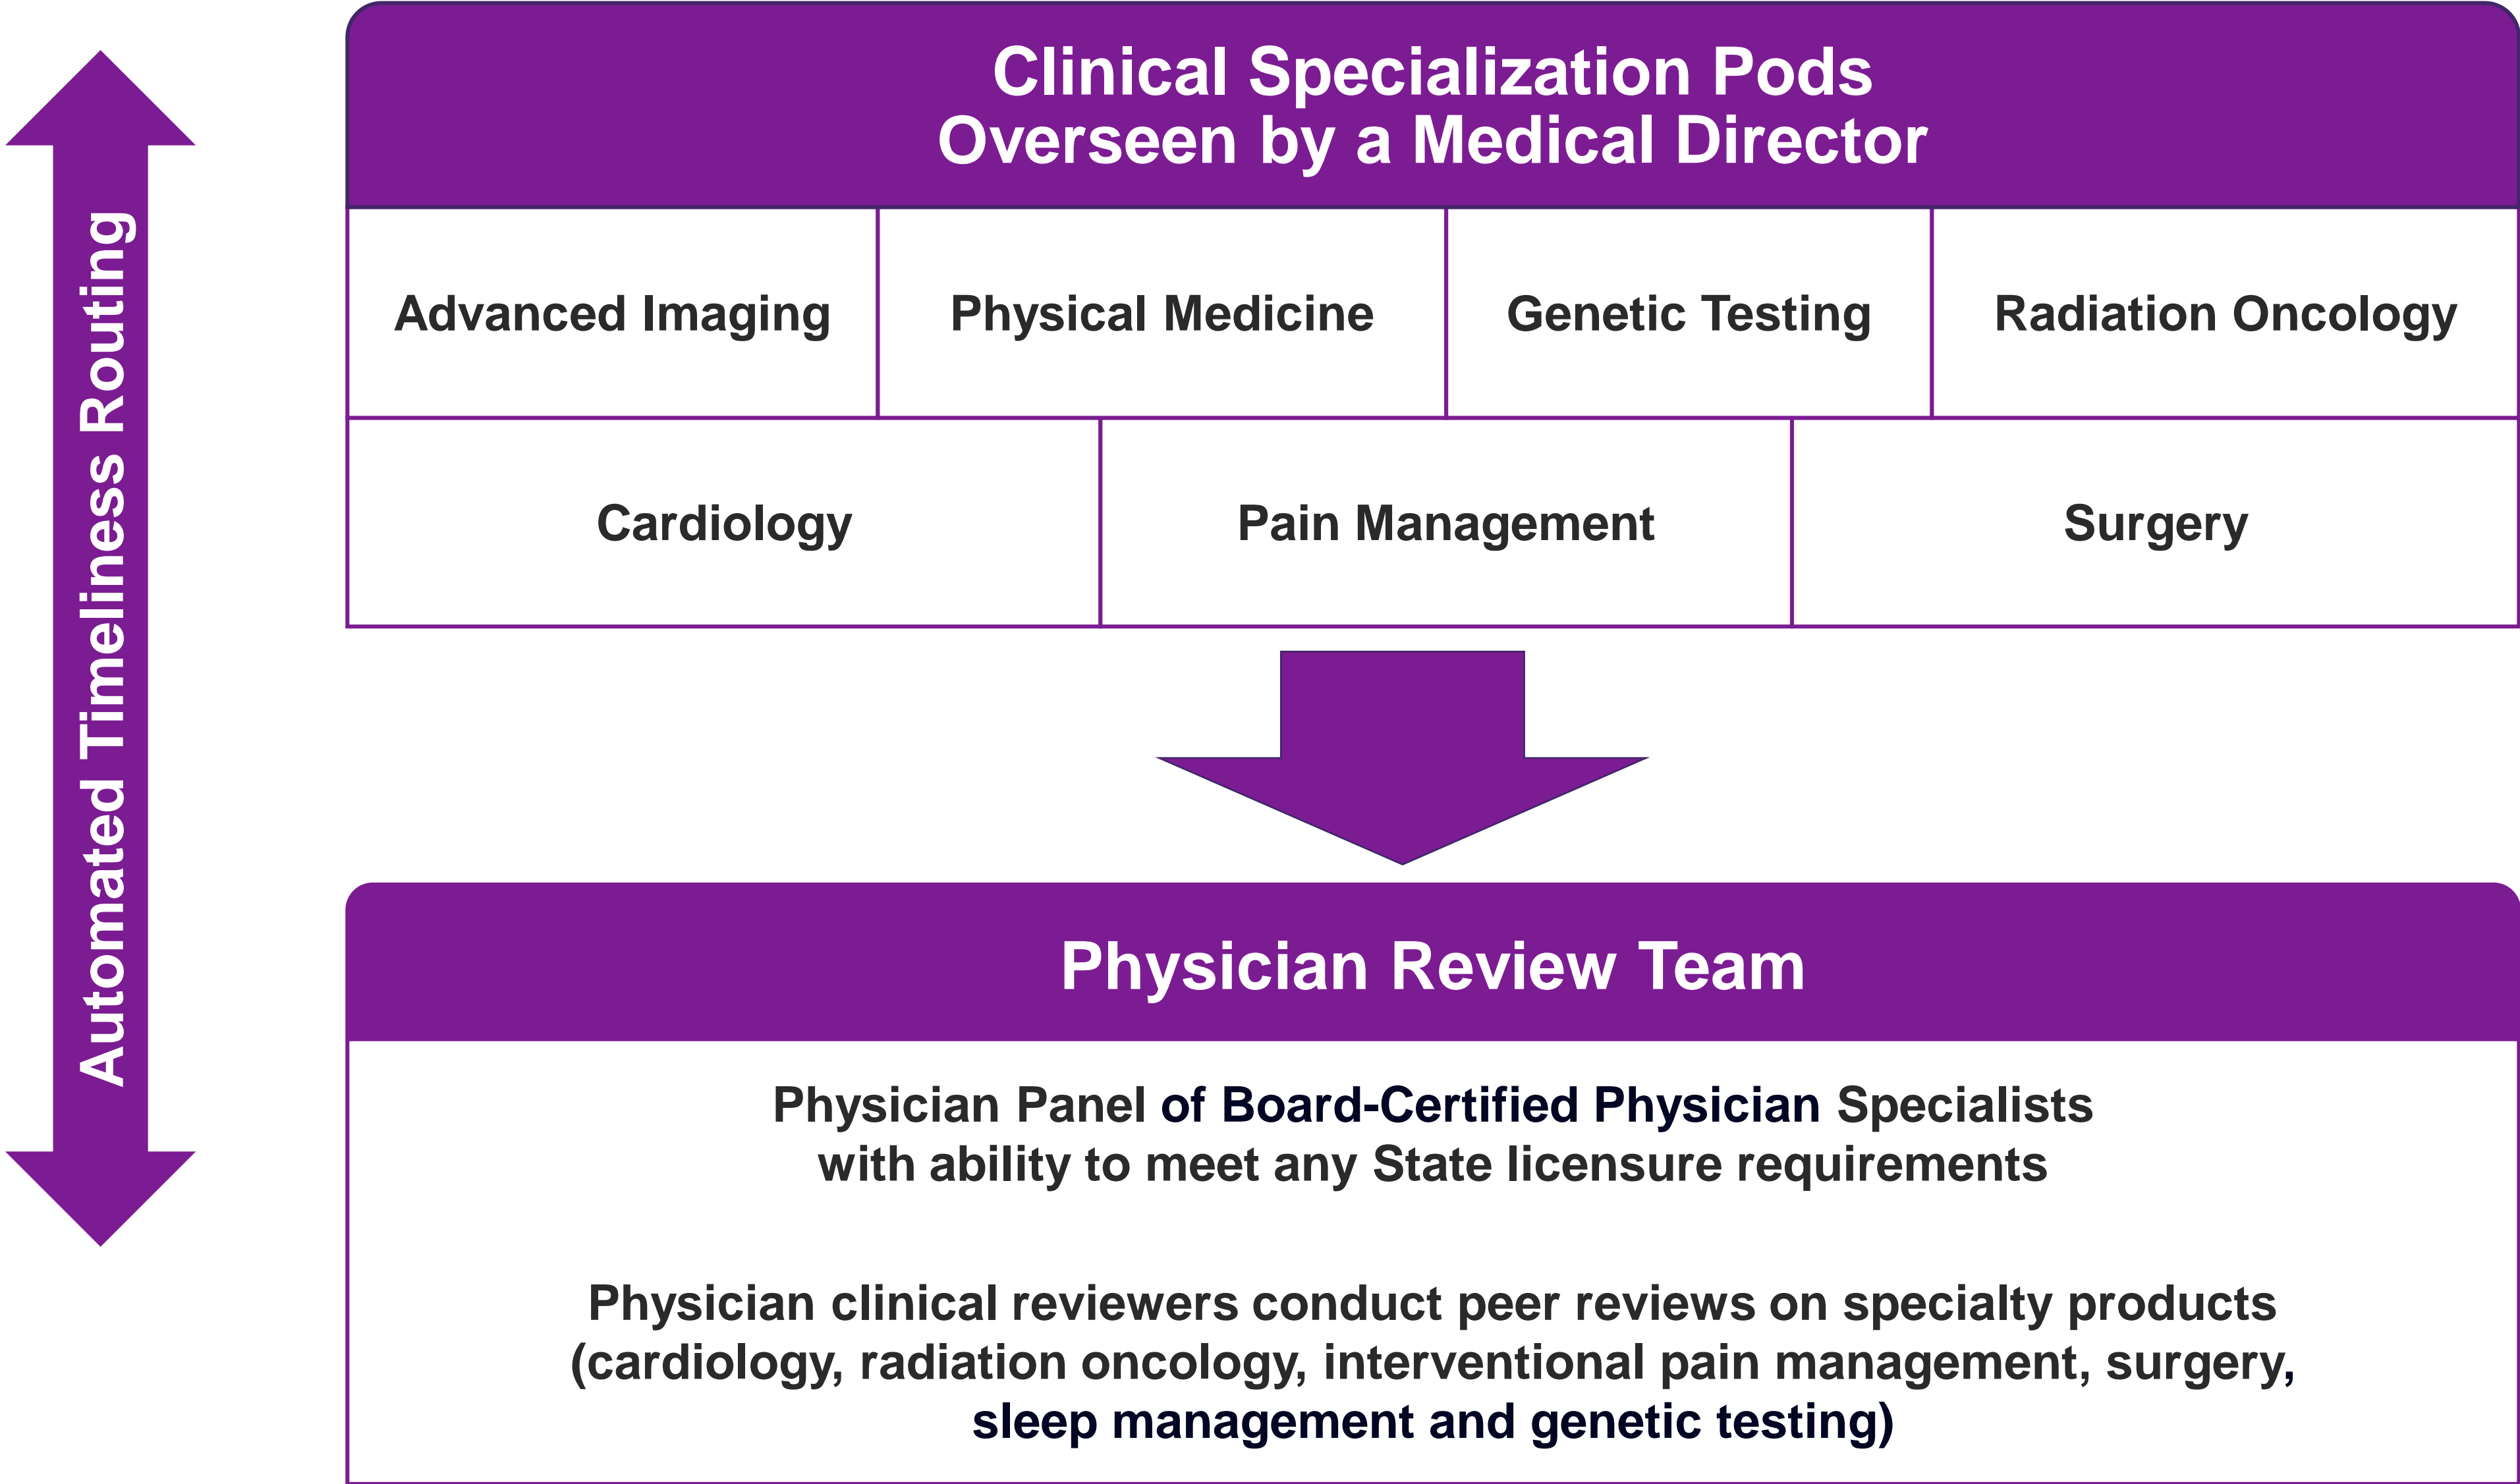 Automated Timeliness Routing
Clinical Specialization Pods
Overseen by a Medical Director
Advanced Imaging
Physical Medicine
Genetic Testing
Radiation Oncology
Cardiology
Pain Management
Surgery
Physician Review Team
Physician Panel of Board-Certified Physician Specialists
with ability to meet any State licensure requirements
Physician clinical reviewers conduct peer reviews on specialty products
(cardiology, radiation oncology, interventional pain management, surgery,
sleep management and genetic testing)